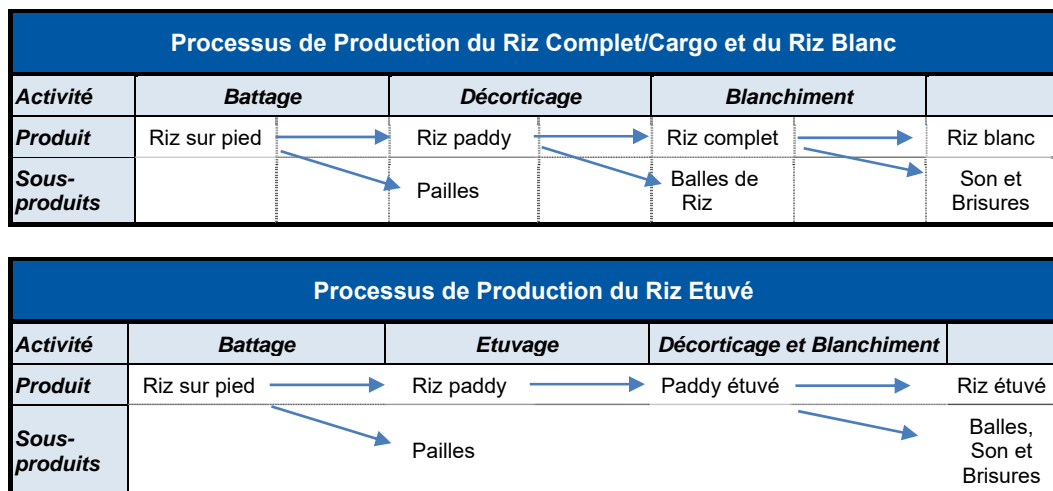 Processus de Production du Riz Complet/Cargo et du Riz Blanc
Activité Battage Décorticage Blanchiment
Produit Riz sur pied Riz paddy Riz complet Riz blanc
Sous-
produits
Pailles
Balles de
Riz
Son et
Brisures
Processus de Production du Riz Etuvé
Activité Battage Etuvage Décorticage et Blanchiment
Produit Riz sur pied Riz paddy Paddy étuvé Riz étuvé
Sous-
produits
Pailles
Balles,
Son et
Brisures